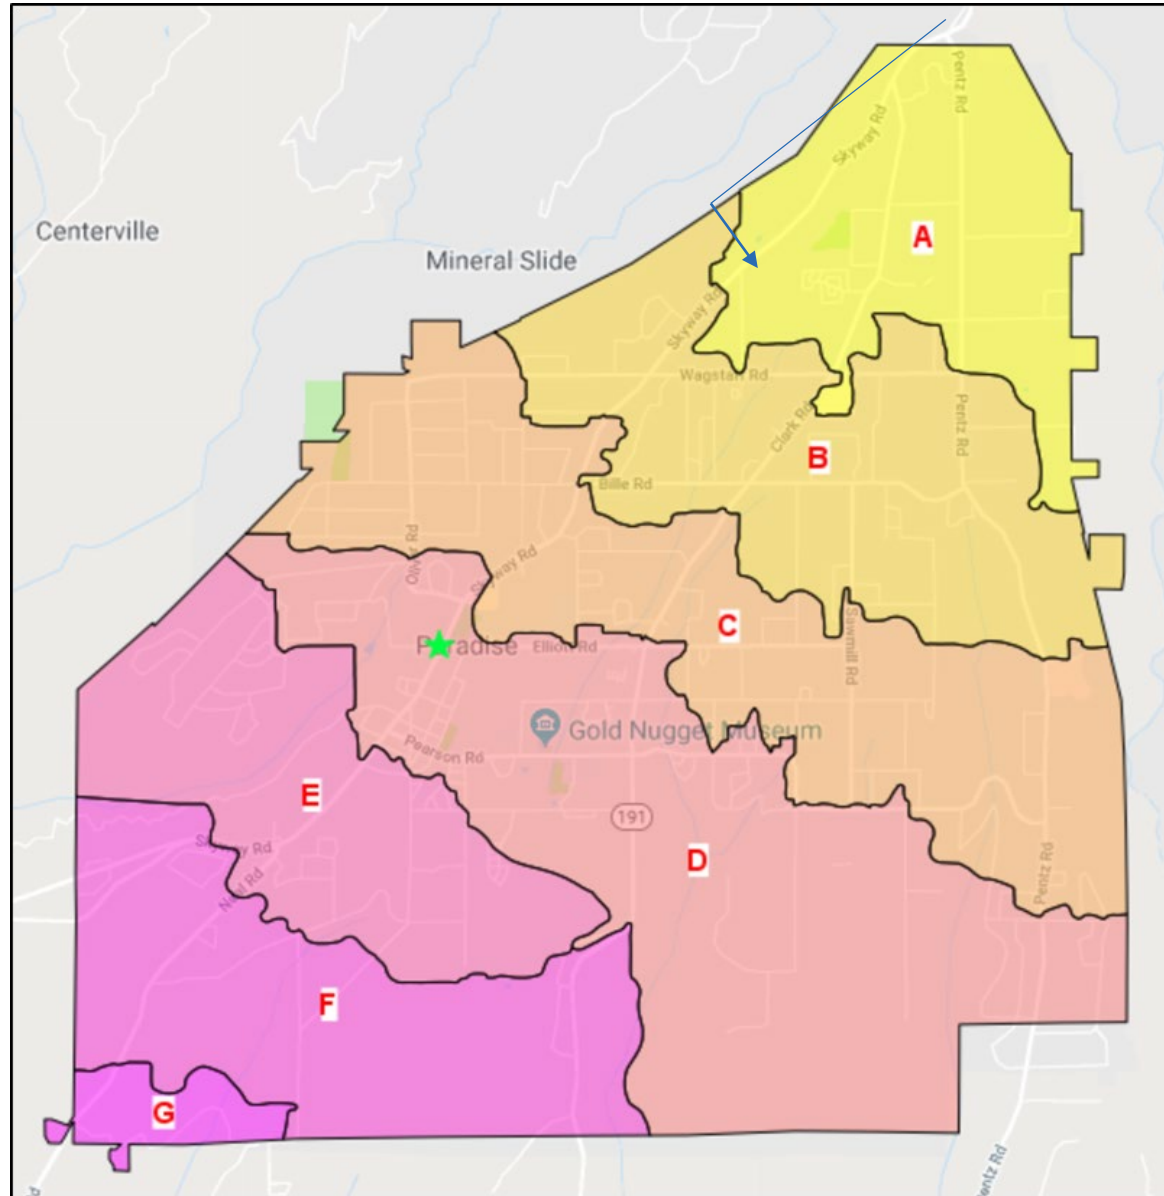 Pentz Rd
Skyway Rd
Centerville
A
Mineral Slide
Skyway Rd
Wagstaff Rd
Clark Rd
Pentz Rd
B
Bille Rd
Skyway Rd
C
Sawmill Rd
Paradise
Elliott Rd
Gold Nugget Museum
Pearson Rd
E
191
Skyway Rd
D
Neal Rd
Pentz Rd
F
G
entz Rd